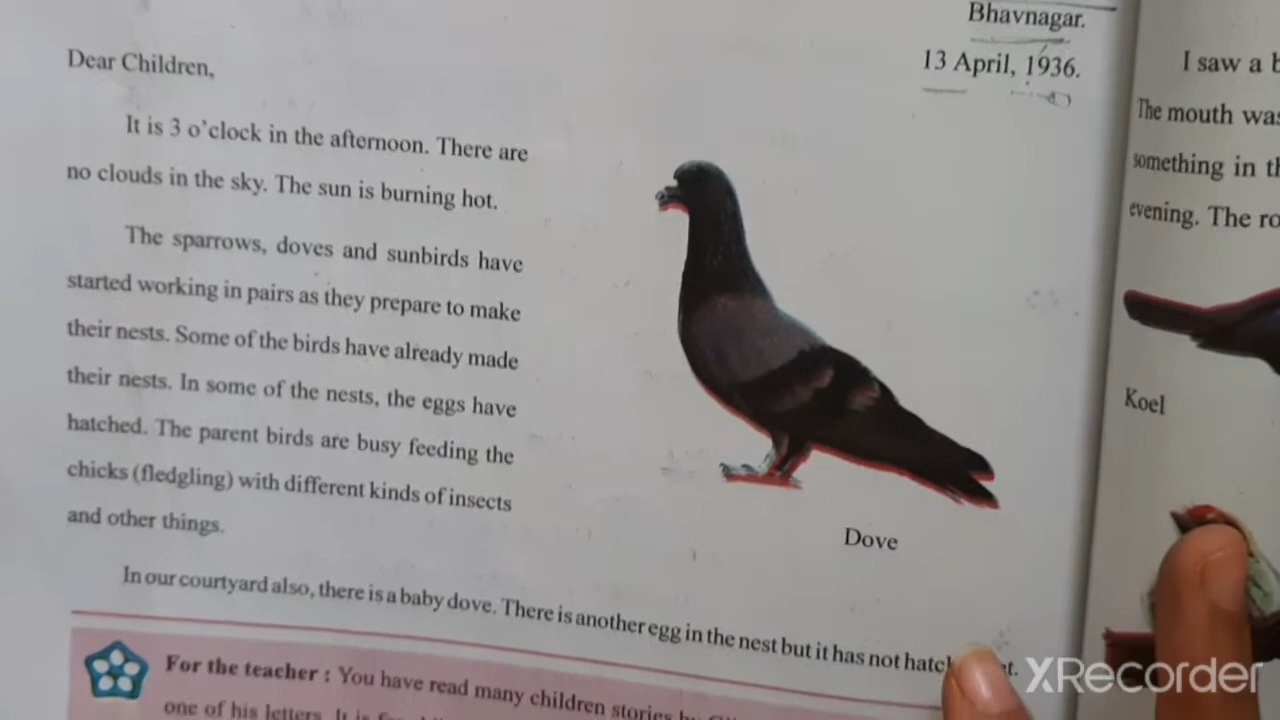 Bhavnagar.
13 April, 1936.
Dear Children,
It is 3 o'clock in the afternoon. There are
no clouds in the sky. The sun is burning hot.
The sparrows, doves and sunbirds have
started working in pairs as they prepare to make
their nests. Some of the birds have already made
their nests. In some of the nests, the eggs have
hatched. The parent birds are busy feeding the
chicks (fledgling) with different kinds of insects
and other things.
Dove
In our courtyard also, there is a baby dove. There is another egg in the nest but it has not
For the teacher : You have read many children stories by
one of his letters. It is
I saw a
The mouth was
something in
evening. The
Koel
XRecorder